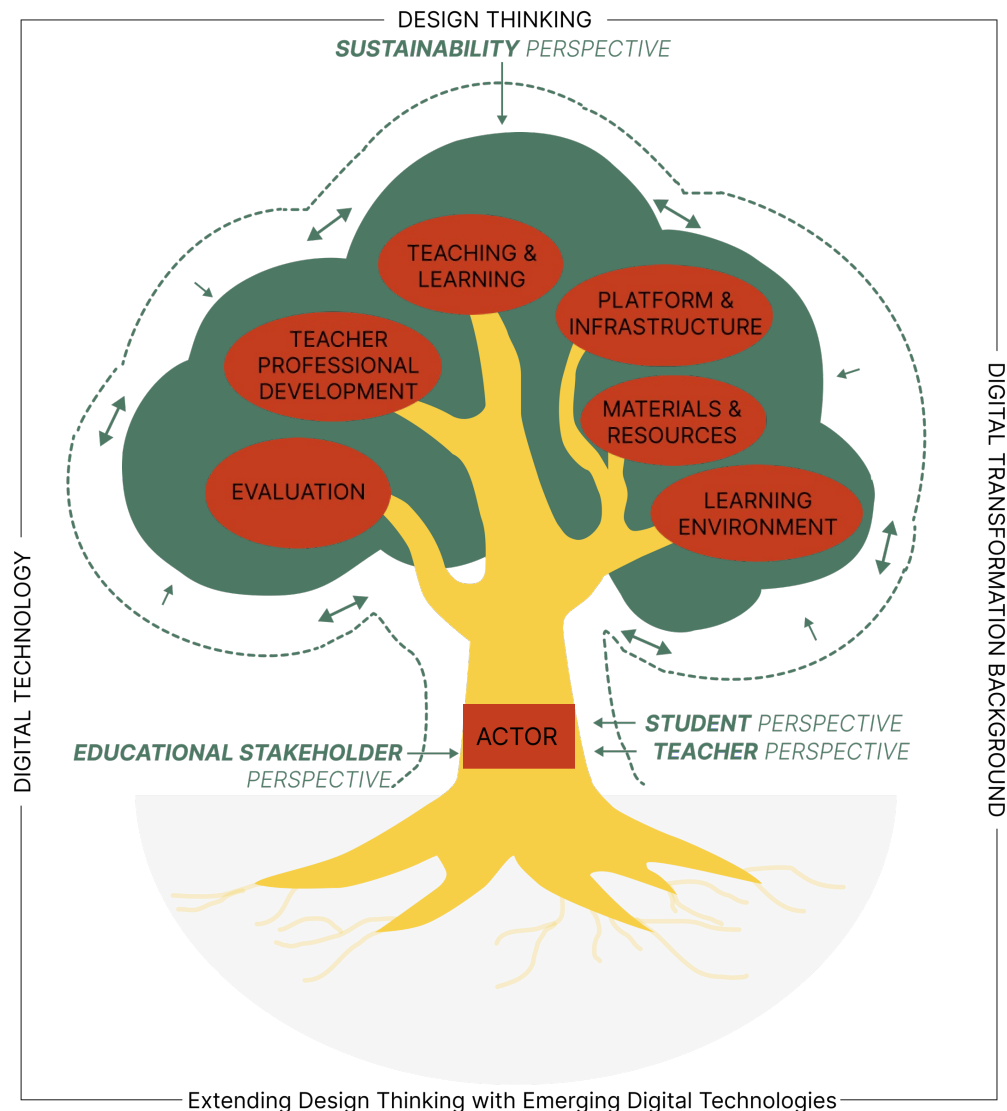 DESIGN THINKING
SUSTAINABILITY PERSPECTIVE
TEACHING &
LEARNING
PLATFORM &
INFRASTRUCTURE
TEACHER
PROFESSIONAL
DEVELOPMENT
MATERIALS &
RESOURCES
EVALUATION
LEARNING
ENVIRONMENT
DIGITAL TECHNOLOGY
DIGITAL TRANSFORMATION BACKGROUND
ACTOR
EDUCATIONAL STAKEHOLDER
PERSPECTIVE
STUDENT PERSPECTIVE
TEACHER PERSPECTIVE
Extending Design Thinking with Emerging Digital Technologies